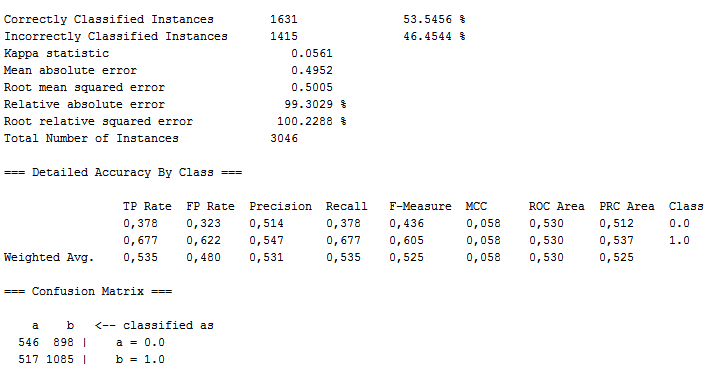 Correctly Classified Instances 1631 53.5456 %
Incorrectly Classified Instances 1415 46.4544 %
Kappa statistic 0.0561
Mean absolute error 0.4952
Root mean squared error 0.5005
Relative absolute error 99.3029 %
Root relative squared error 100.2288 %
Total Number of Instances 3046
=== Detailed Accuracy By Class ===
TP Rate FP Rate Precision Recall F-Measure MCC ROC Area PRC Area Class
0,378 0,323 0,514 0,378 0,436 0,058 0,530 0,512 0.0
0,677 0,622 0,547 0,677 0,605 0,058 0,530 0,537 1.0
Weighted Avg. 0,535 0,480 0,531 0,535 0,525 0,058 0,530 0,525
=== Confusion Matrix ===
a b <-- classified as
546 898 | a = 0.0
517 1085 | b = 1.0